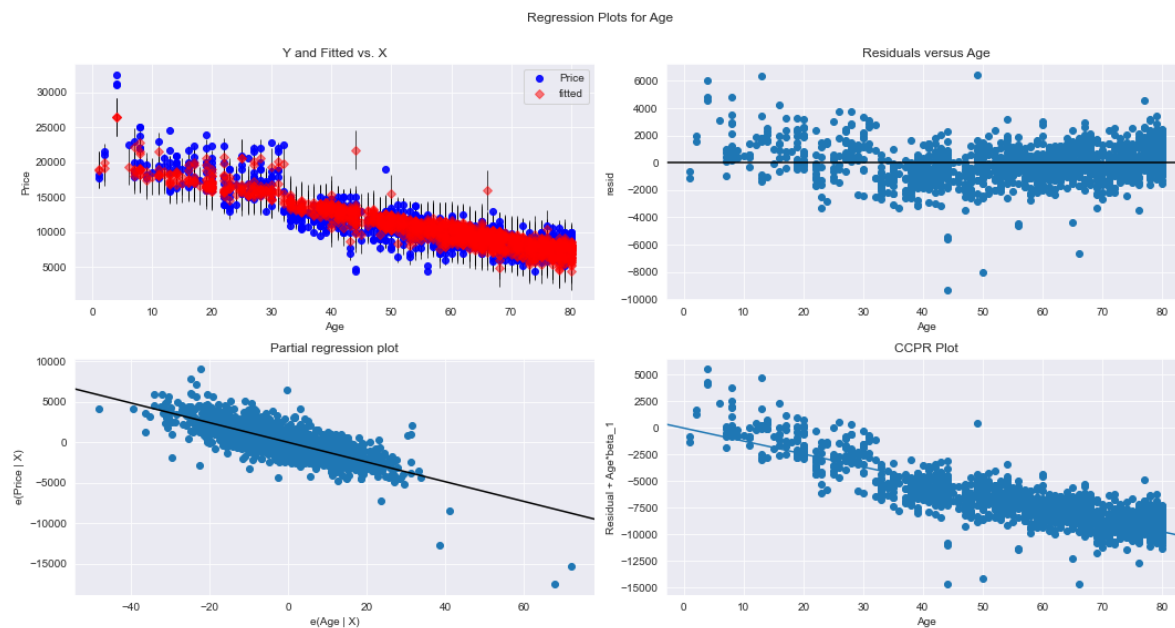 Regression Plots for Age
Y and Fitted vs. X
Price
fitted
30000
25000
20000
15000
10000
5000
Price
0 10 20 30 40 50 60 70 80
Age
Residuals versus Age
6000
4000
2000
0
−2000
−4000
−6000
−8000
−10000
resid
0 10 20 30 40 50 60 70 80
Age
Partial regression plot
10000
5000
0
−5000
−10000
−15000
e(Price | X)
−40 −20 0 20 40 60
e(Age | X)
CCPR Plot
5000
2500
0
−2500
−5000
−7500
−10000
−12500
−15000
Residual + Age*beta_1
0 10 20 30 40 50 60 70 80
Age